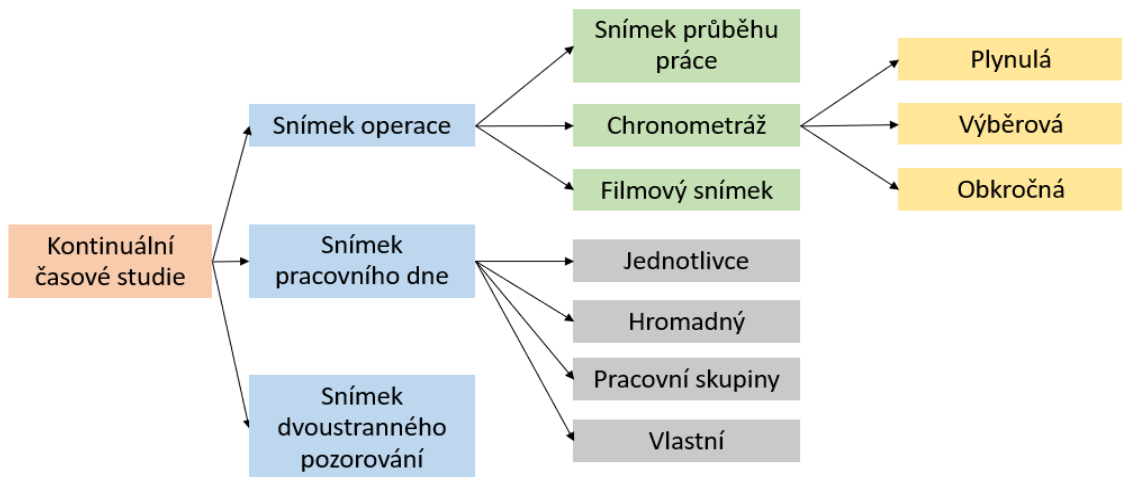 Kontinuální
časové studie
Snímek operace
Snímek
pracovního dne
Snímek
dvoustranného
pozorování
Snímek průběhu
práce
Chronometráž
Filmový snímek
Jednotlivce
Hromadný
Pracovní skupiny
Vlastní
Plynulá
Výběrová
Obkročná